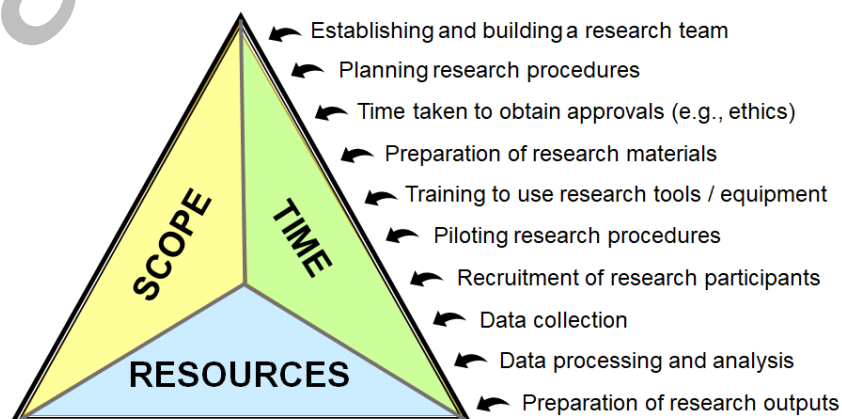 Establishing and building a research team
Planning research procedures
Time taken to obtain approvals (e.g., ethics)
Preparation of research materials
Training to use research tools / equipment
Piloting research procedures
Recruitment of research participants
Data collection
Data processing and analysis
Preparation of research outputs
SCOPE
TIME
RESOURCES